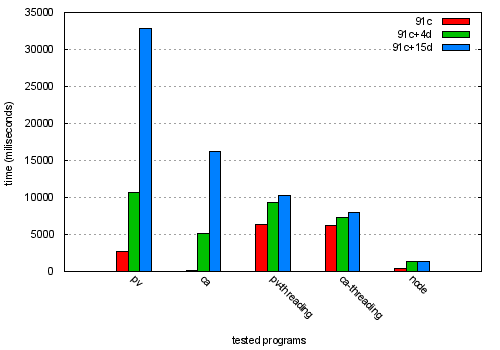 35000
30000
25000
20000
15000
10000
5000
0
time (miliseconds)
91c
91c+4d
91c+15d
pv
ca
pv-threading
ca-threading
node
tested programs